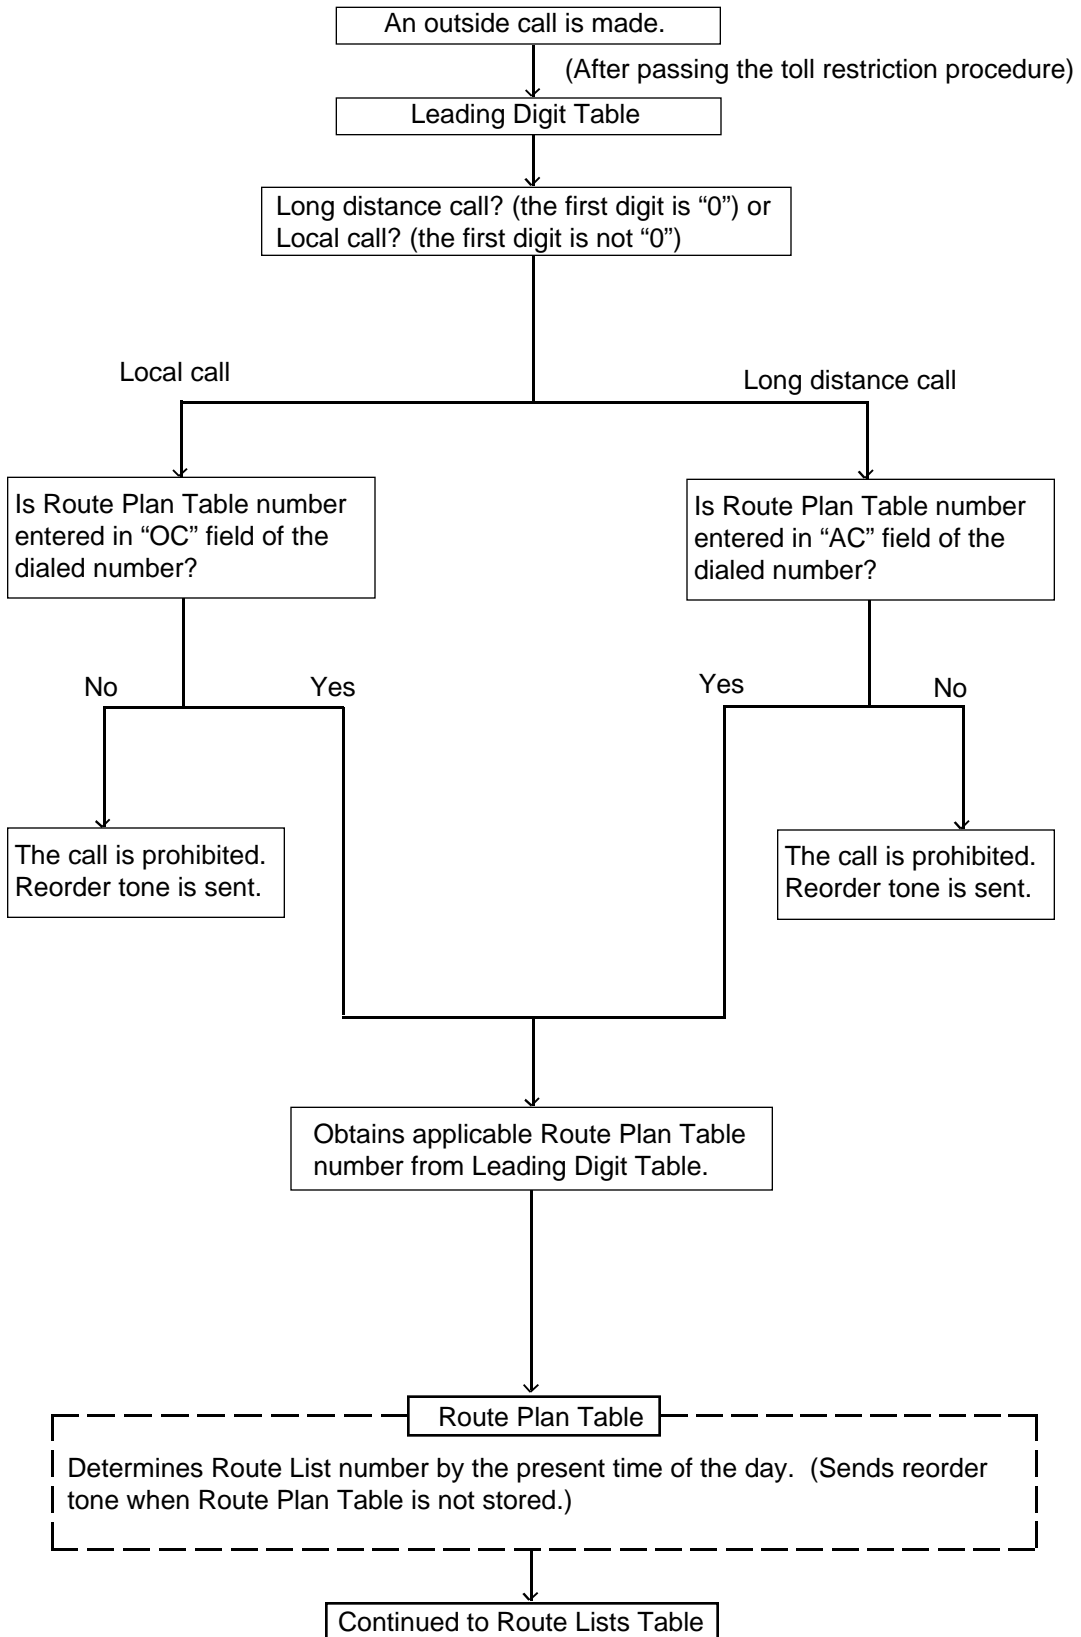 An outside call is made.
(After passing the toll restriction procedure)
Leading Digit Table
Long distance call? (the first digit is “0”) or
Local call? (the first digit is not “0”)
Local call
Long distance call
Is Route Plan Table number
entered in “OC” field of the
dialed number?
Is Route Plan Table number
entered in “AC” field of the
dialed number?
No
Yes
Yes
No
The call is prohibited.
Reorder tone is sent.
The call is prohibited.
Reorder tone is sent.
Obtains applicable Route Plan Table
number from Leading Digit Table.
Route Plan Table
Determines Route List number by the present time of the day.  (Sends reorder
tone when Route Plan Table is not stored.)
Continued to Route Lists Table